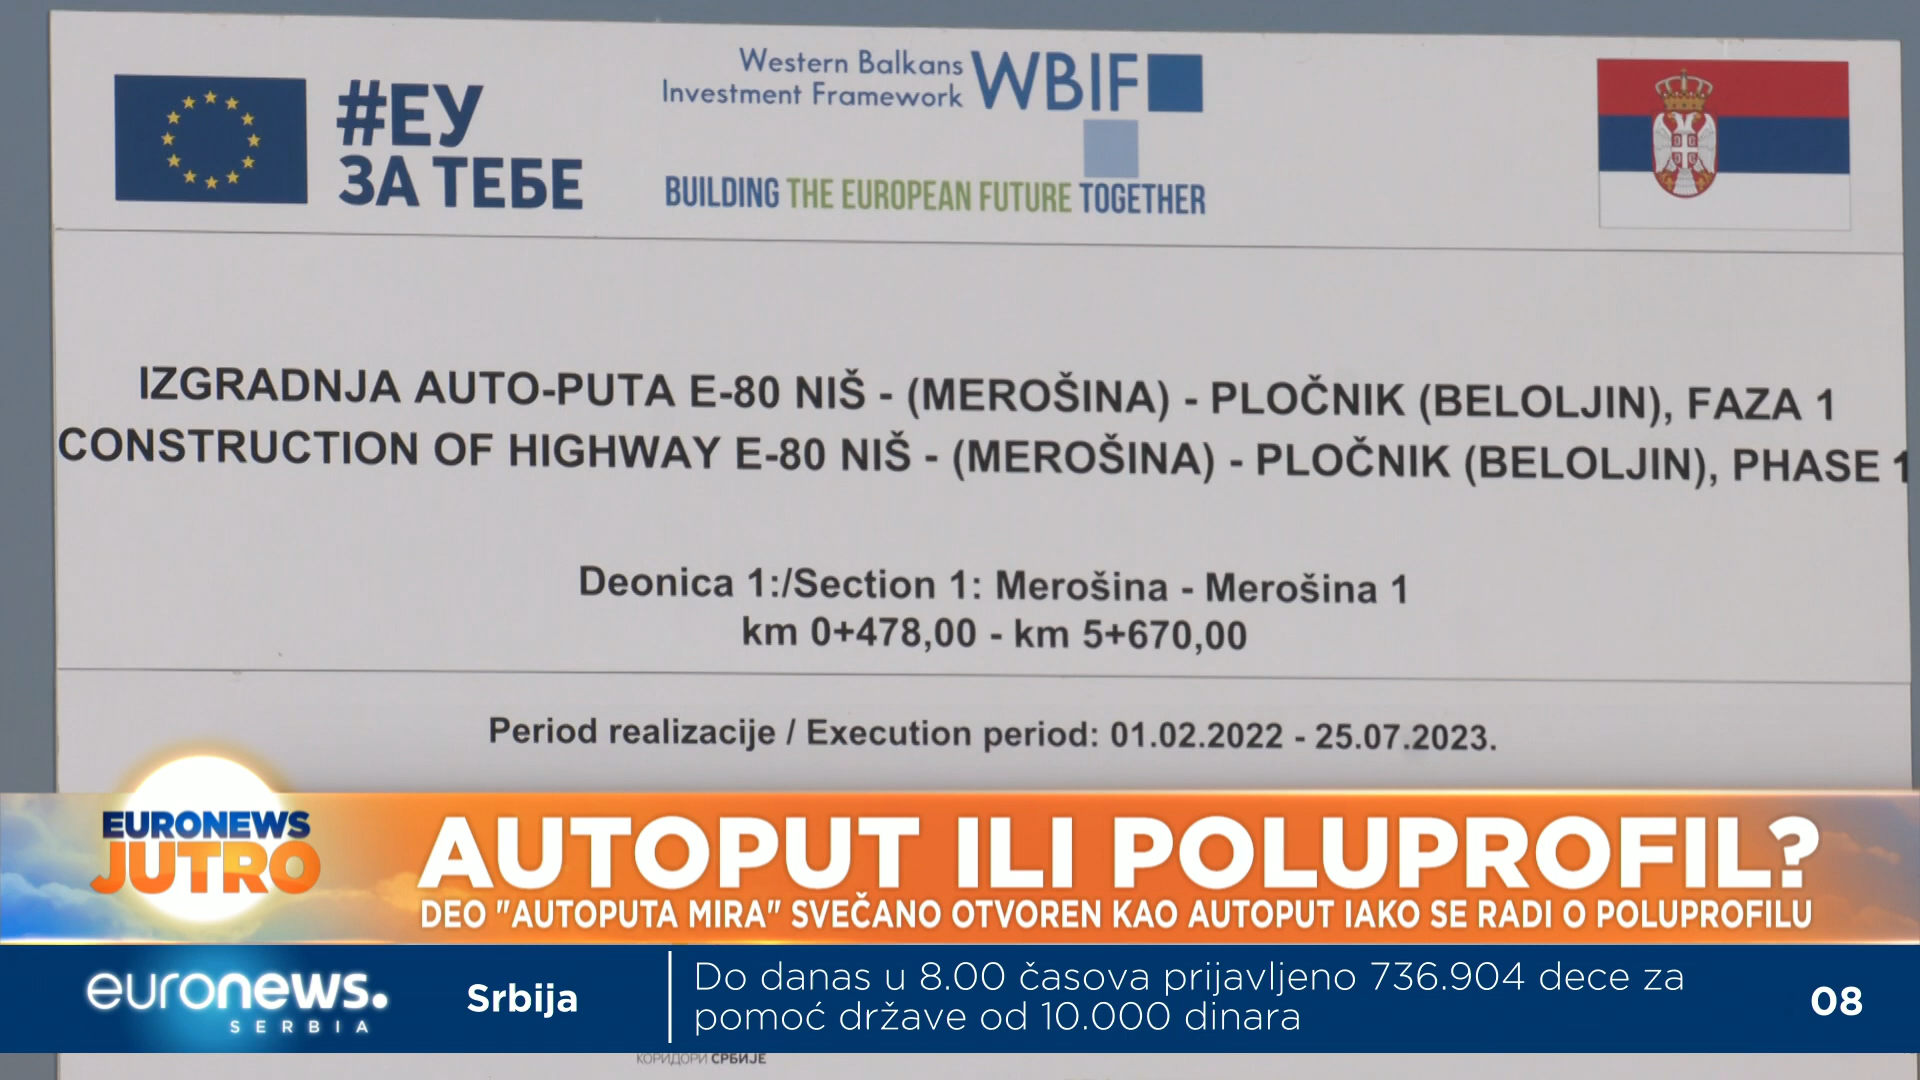 #ЕУ
ЗА ТЕБЕ
Western Balkans
Investment Framework
WBIF
BUILDING THE EUROPEAN FUTURE TOGETHER
IZGRADNJA AUTO-PUTA E-80 NIŠ - (MEROŠINA) - PLOČNIK (BELOLJIN), FAZA 1
CONSTRUCTION OF HIGHWAY E-80 NIŠ - (MEROŠINA) - PLOČNIK (BELOLJIN), PHASE 1
Deonica 1:/Section 1: Merošina - Merošina 1
km 0+478,00 - km 5+670,00
Period realizacije / Execution period: 01.02.2022 - 25.07.2023.
EURONEWS
JUTRO
AUTOPUT ILI POLUPROFIL?
DEO "AUTOPUTA MIRA" SVEČANO OTVOREN KAO AUTOPUT IAKO SE RADI O POLUPROFILU
euronews.
SERBIA
Srbija
Do danas u 8.00 časova prijavljeno 736.904 dece za
pomoć države od 10.000 dinara
08
КОРИДОРИ СРБИЈЕ